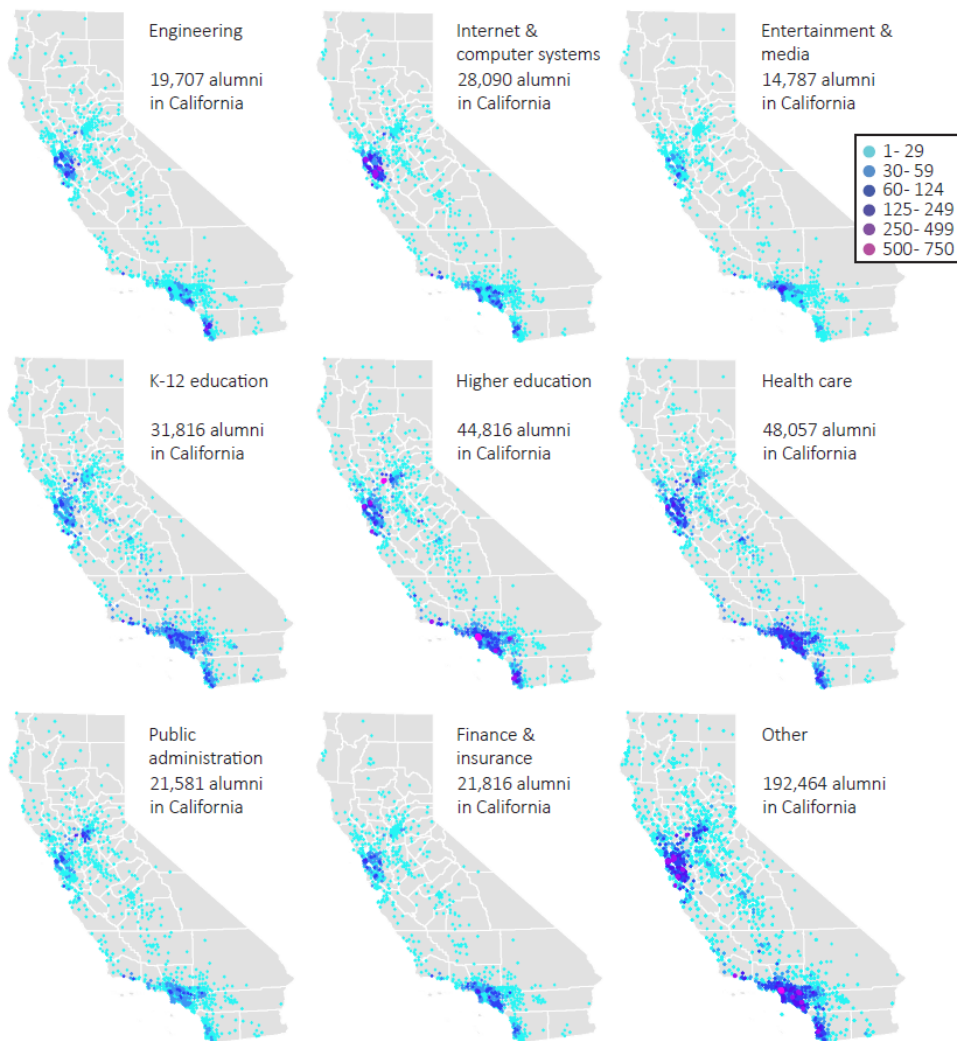 Engineering
19,707 alumni
in California
Internet &
computer systems
28,090 alumni
in California
Entertainment &
media
14,787 alumni
in California
1- 29
30- 59
60- 124
125- 249
250- 499
500- 750
K-12 education
31,816 alumni
in California
Higher education
44,816 alumni
in California
Health care
48,057 alumni
in California
Public
administration
21,581 alumni
in California
Finance &
insurance
21,816 alumni
in California
Other
192,464 alumni
in California